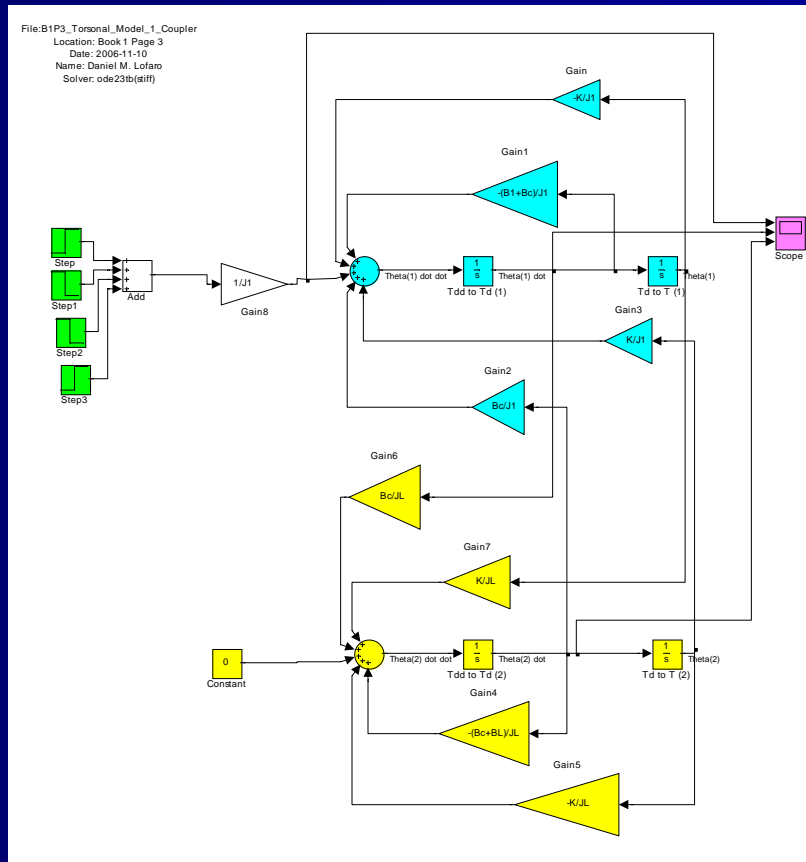 File:B1P3_Torsonal_Model_1_Coupler
Location: Book 1 Page 3
Date: 2006-11-10
Name: Daniel M. Lofaro
Solver: ode23tb(stiff)
Gain
-K/J1
Gain1
-(B1+Bc)/J1
Step
Step1
Step2
Step3
+
+
+
+
Add
1/J1
Gain8
+
+
+
+
+
Theta(1) dot dot
1
s
Tdd to Td (1)
Theta(1) dot
1
s
Td to T (1)
Theta(1)
Scope
Gain3
K/J1
Gain2
Bc/J1
Gain6
Bc/JL
Gain7
K/JL
0
Constant
+
+
+
+
+
Theta(2) dot dot
1
s
Tdd to Td (2)
Theta(2) dot
1
s
Td to T (2)
Theta(2)
Gain4
-(Bc+BL)/JL
Gain5
-K/JL